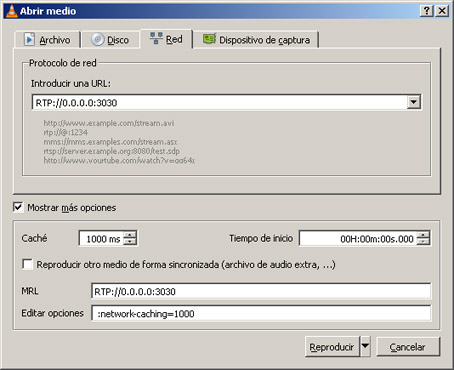 Abrir medio
Archivo Disco Red Dispositivo de captura
Protocolo de red
Introducir una URL:
RTP://0.0.0.0:3030
http://www.example.com/stream.avi
rtp://@:1234
mms://mms.examples.com/stream.asx
rtsp://server.example.org:8080/test.sdp
http://www.yourtube.com/watch?v=gg64x
Mostrar más opciones
Caché 1000 ms Tiempo de inicio 00H:00m:00s.000
Reproducir otro medio de forma sincronizada (archivo de audio extra, ...)
MRL RTP://0.0.0.0:3030
Editar opciones :network-caching=1000
Reproducir Cancelar